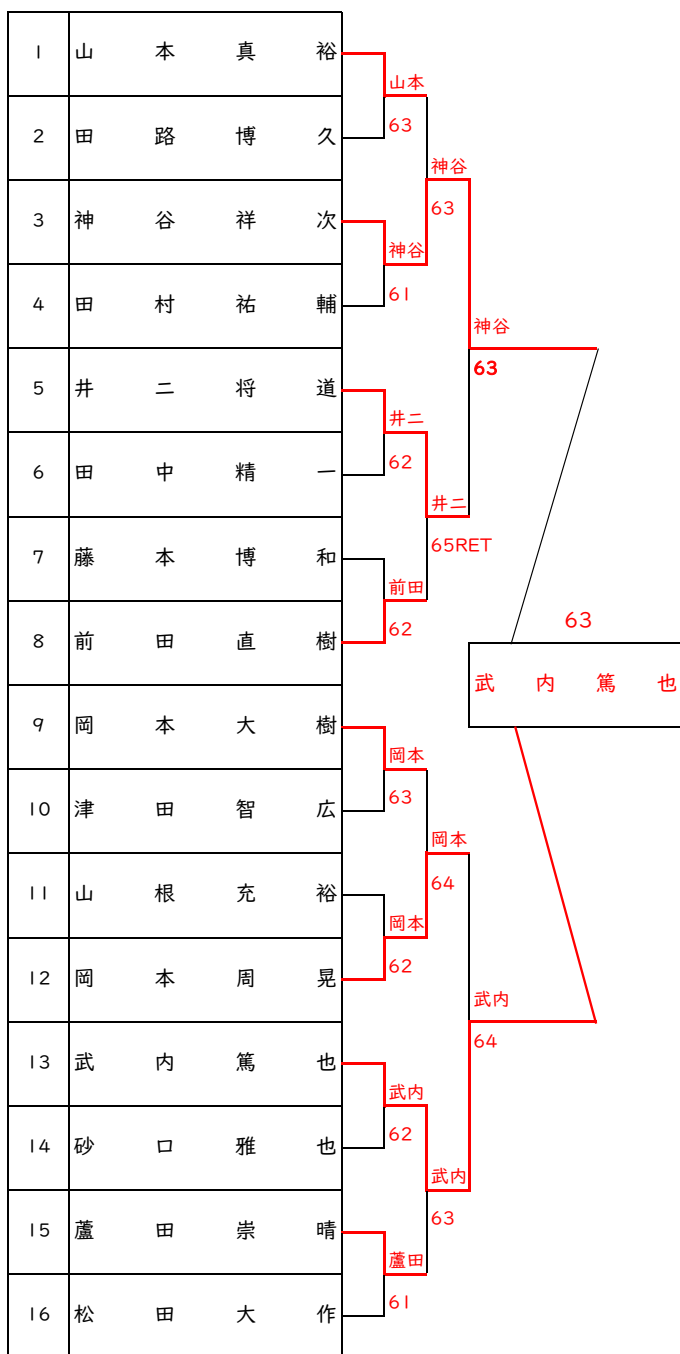 1 山本真裕
2 田路博久
3 神谷祥次
4 田村祐輔
5 井二将道
6 田中精一
7 藤本博和
8 前田直樹
9 岡本大樹
10 津田智広
11 山根充裕
12 岡本周晃
13 武内篤也
14 砂口雅也
15 蘆田崇晴
16 松田大作
山本
63
神谷
61
井二
62
前田
62
岡本
63
岡本
62
武内
62
蘆田
61
神谷
63
井二
65RET
岡本
64
武内
63
神谷
63
武内
64
63
武内篤也